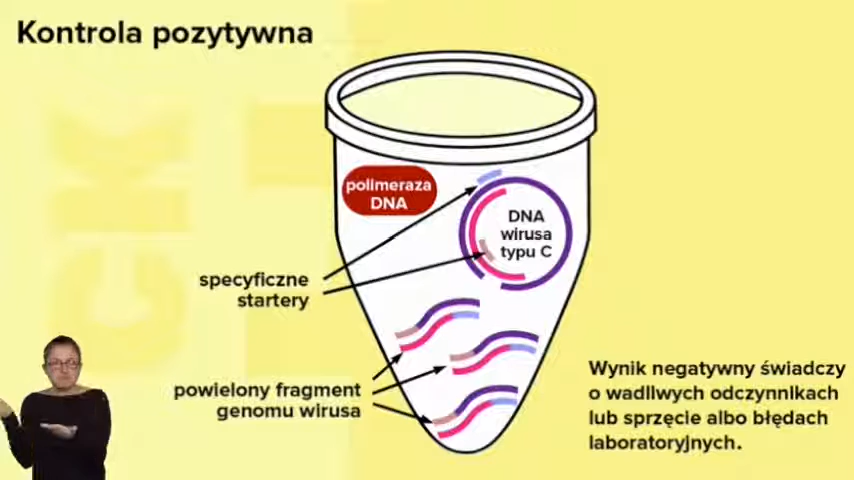 Kontrola pozytywna
polimeraza
DNA
DNA
wirusa
typu C
specyficzne
startery
powielony fragment
genomu wirusa
Wynik negatywny świadczy
o wadliwych odczynnikach
lub sprzęcie albo błędach
laboratoryjnych.